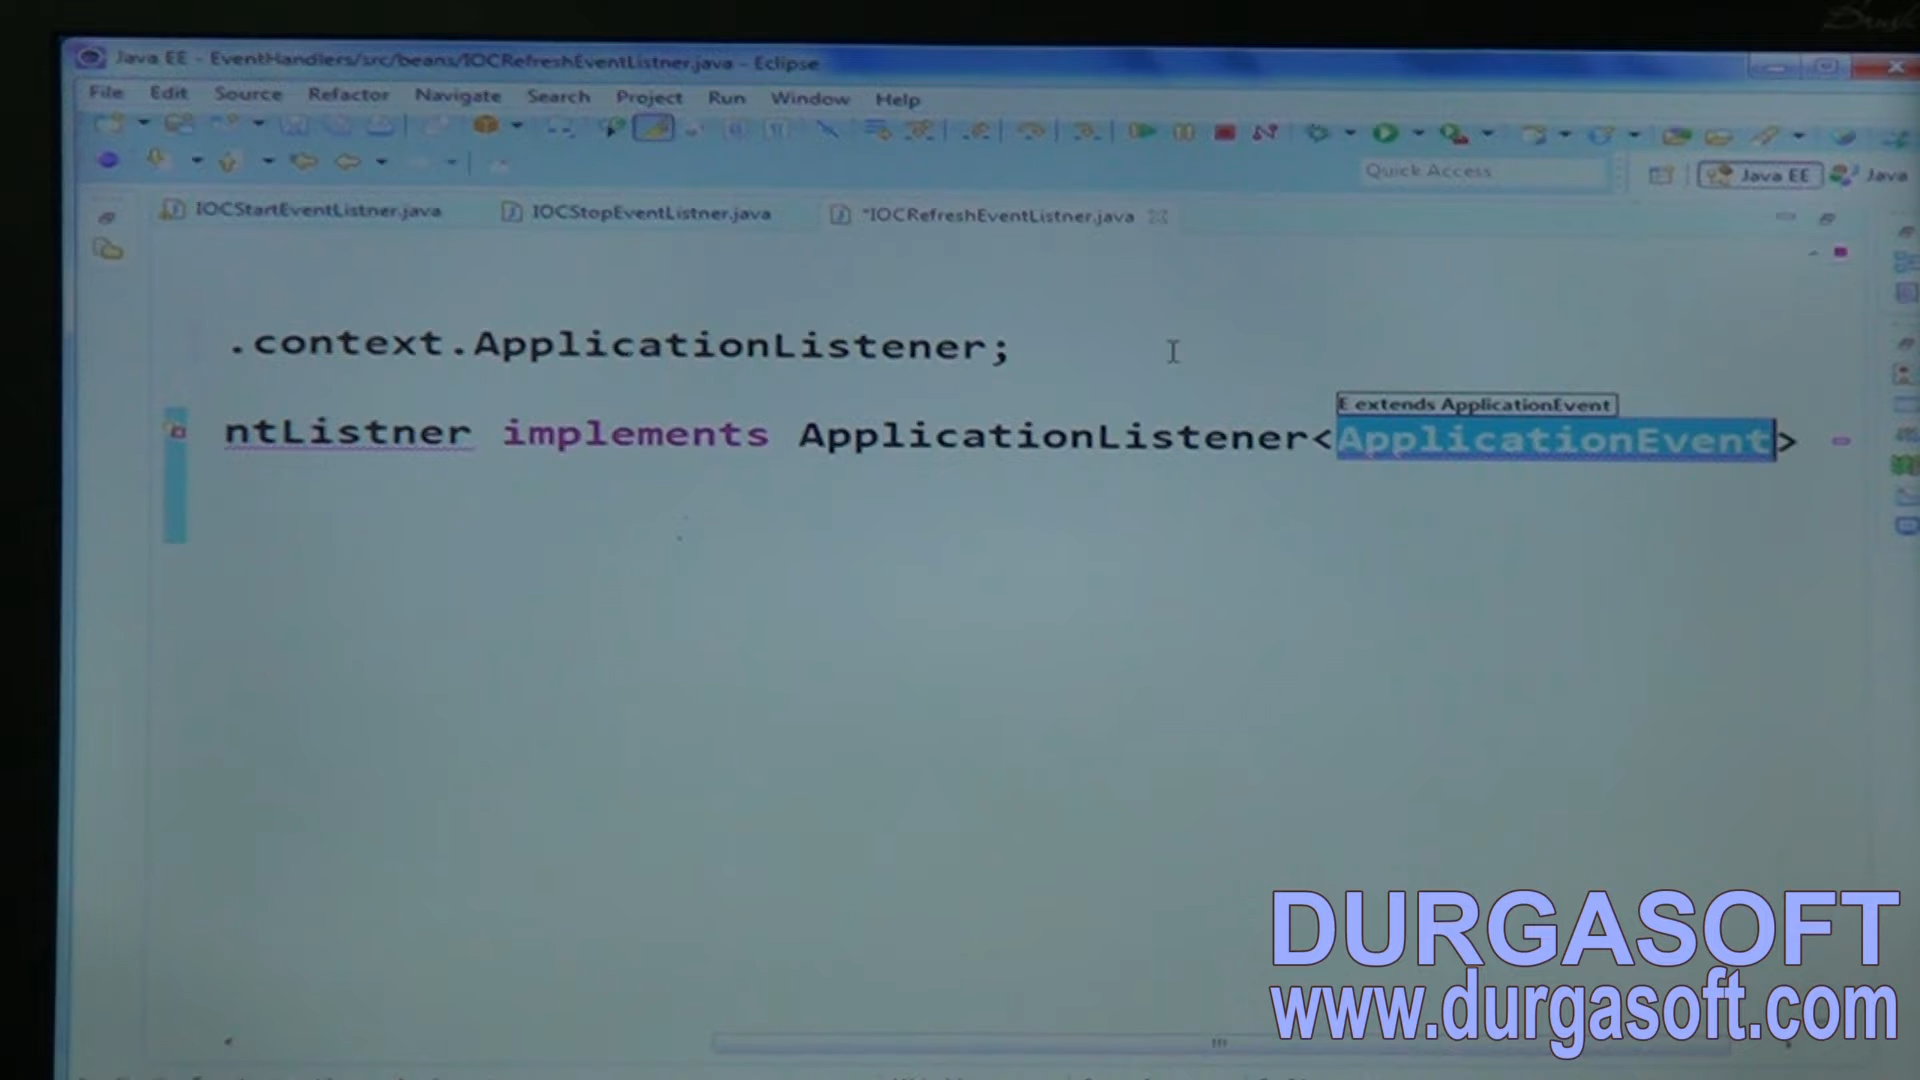 Java EE - EventHandlers/src/beans/IOCRefreshEventListner.java - Eclipse
File Edit Source Refactor Navigate Search Project Run Window Help
Quick Access
Java EE
Java
IOCStartEventListner.java
IOCStopEventListner.java
*IOCRefreshEventListner.java
.context.ApplicationListener;
E extends ApplicationEvent
ntListner implements ApplicationListener<ApplicationEvent>
DURGASOFT
www.durgasoft.com